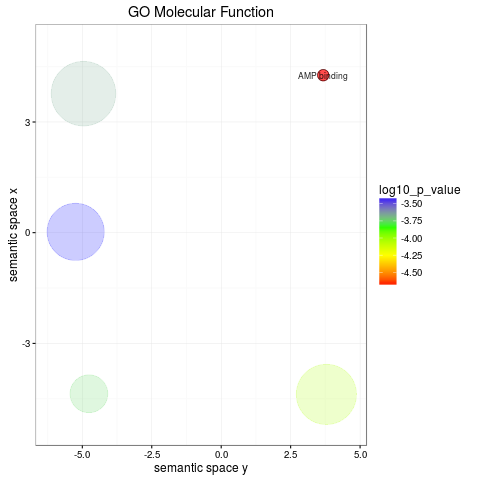 GO Molecular Function
AMP binding
3
0
-3
semantic space x
-5.0
-2.5
0.0
2.5
5.0
semantic space y
log10_p_value
-3.50
-3.75
-4.00
-4.25
-4.50